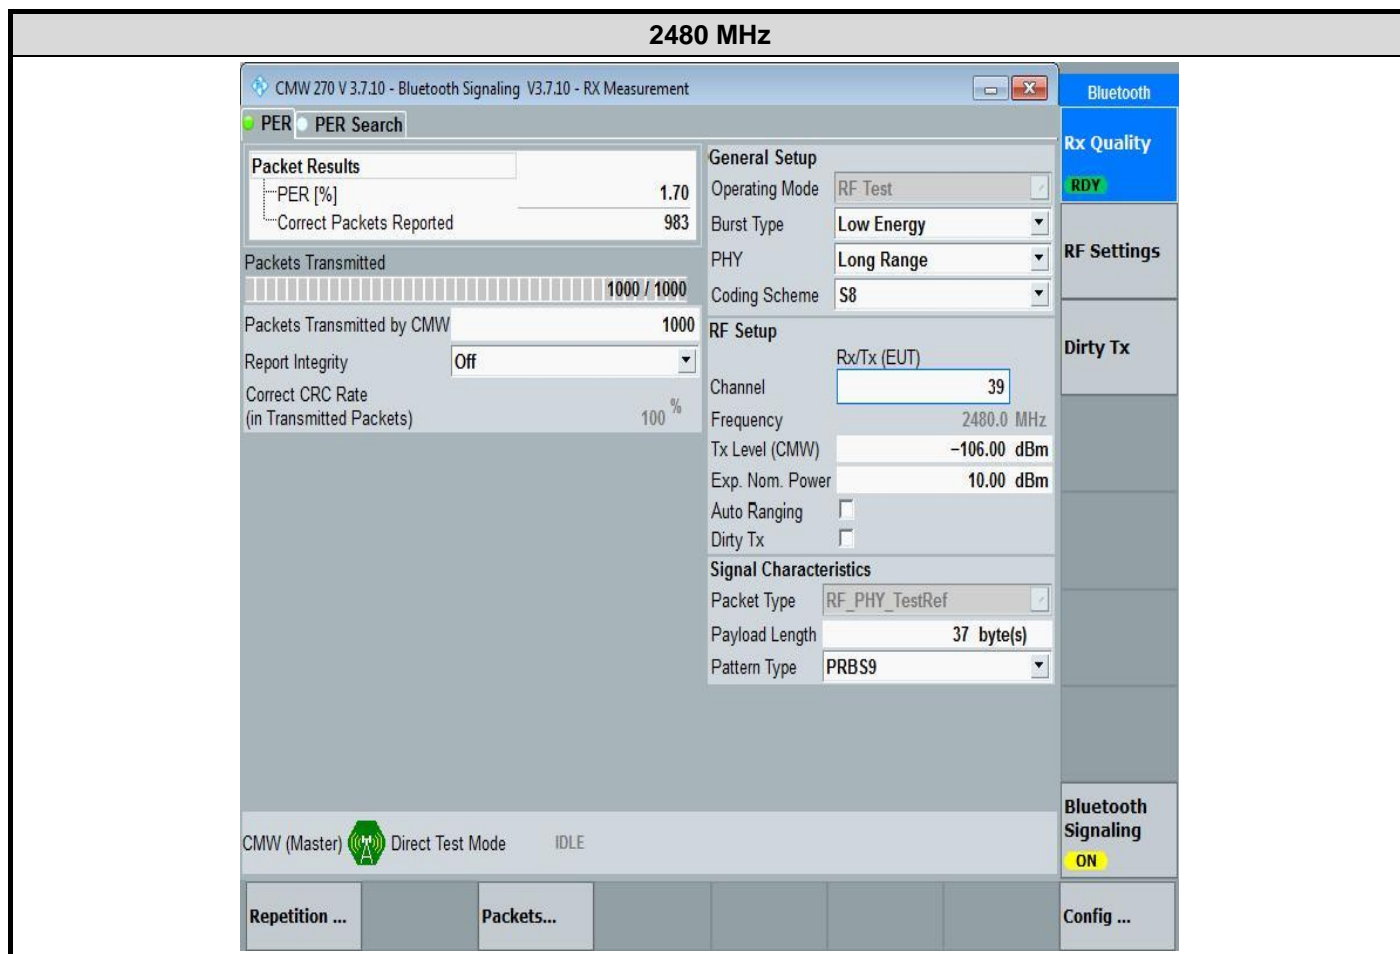 2480 MHz
CMW 270 V 3.7.10 - Bluetooth Signaling V3.7.10 - RX Measurement
PER PER Search
Packet Results
PER [%] 1.70
Correct Packets Reported 983
Packets Transmitted
1000 / 1000
Packets Transmitted by CMW 1000
Report Integrity Off
Correct CRC Rate
(in Transmitted Packets) 100 %
General Setup
Operating Mode RF Test
Burst Type Low Energy
PHY Long Range
Coding Scheme S8
RF Setup
Rx/Tx (EUT)
Channel 39
Frequency 2480.0 MHz
Tx Level (CMW) −106.00 dBm
Exp. Nom. Power 10.00 dBm
Auto Ranging
Dirty Tx
Signal Characteristics
Packet Type RF_PHY_TestRef
Payload Length 37 byte(s)
Pattern Type PRBS9
Bluetooth
Rx Quality
RDY
RF Settings
Dirty Tx
Bluetooth
Signaling
ON
CMW (Master) Direct Test Mode IDLE
Repetition ... Packets... Config ...